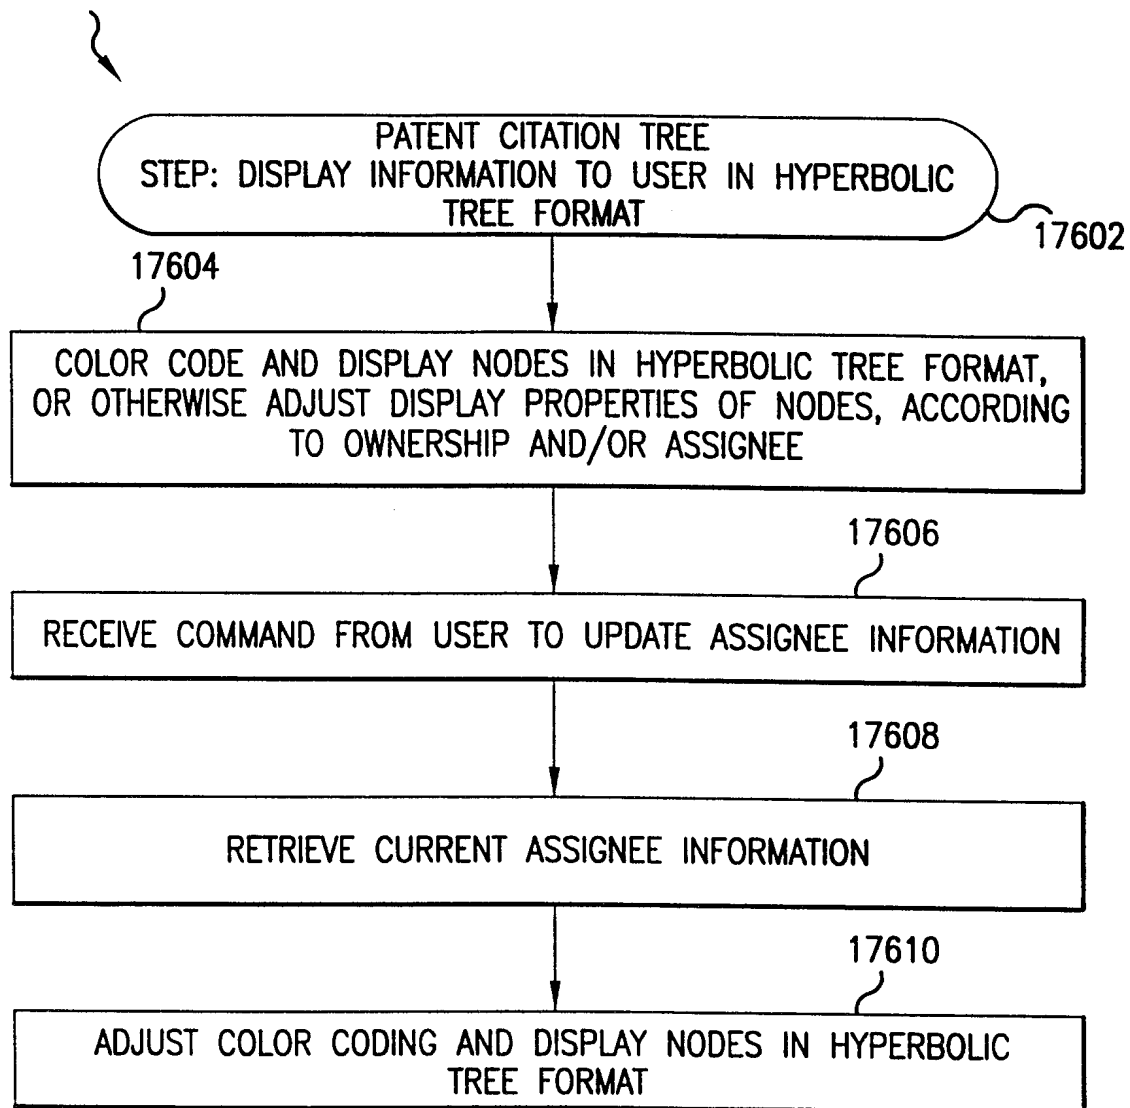 PATENT CITATION TREE
STEP: DISPLAY INFORMATION TO USER IN HYPERBOLIC
TREE FORMAT
17602
17604
COLOR CODE AND DISPLAY NODES IN HYPERBOLIC TREE FORMAT,
OR OTHERWISE ADJUST DISPLAY PROPERTIES OF NODES, ACCORDING
TO OWNERSHIP AND/OR ASSIGNEE
17606
RECEIVE COMMAND FROM USER TO UPDATE ASSIGNEE INFORMATION
17608
RETRIEVE CURRENT ASSIGNEE INFORMATION
17610
ADJUST COLOR CODING AND DISPLAY NODES IN HYPERBOLIC
TREE FORMAT